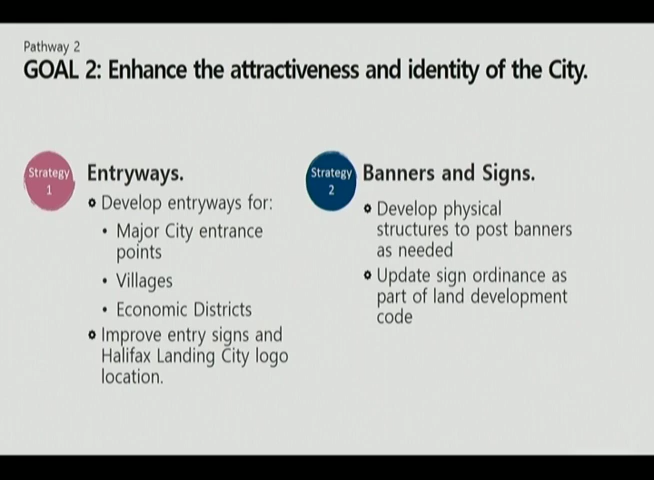 Pathway 2
GOAL 2: Enhance the attractiveness and identity of the City.
Strategy
1
Entryways.
Develop entryways for:
• Major City entrance
points
• Villages
• Economic Districts
Improve entry signs and
Halifax Landing City logo
location.
Strategy
2
Banners and Signs.
Develop physical
structures to post banners
as needed
Update sign ordinance as
part of land development
code